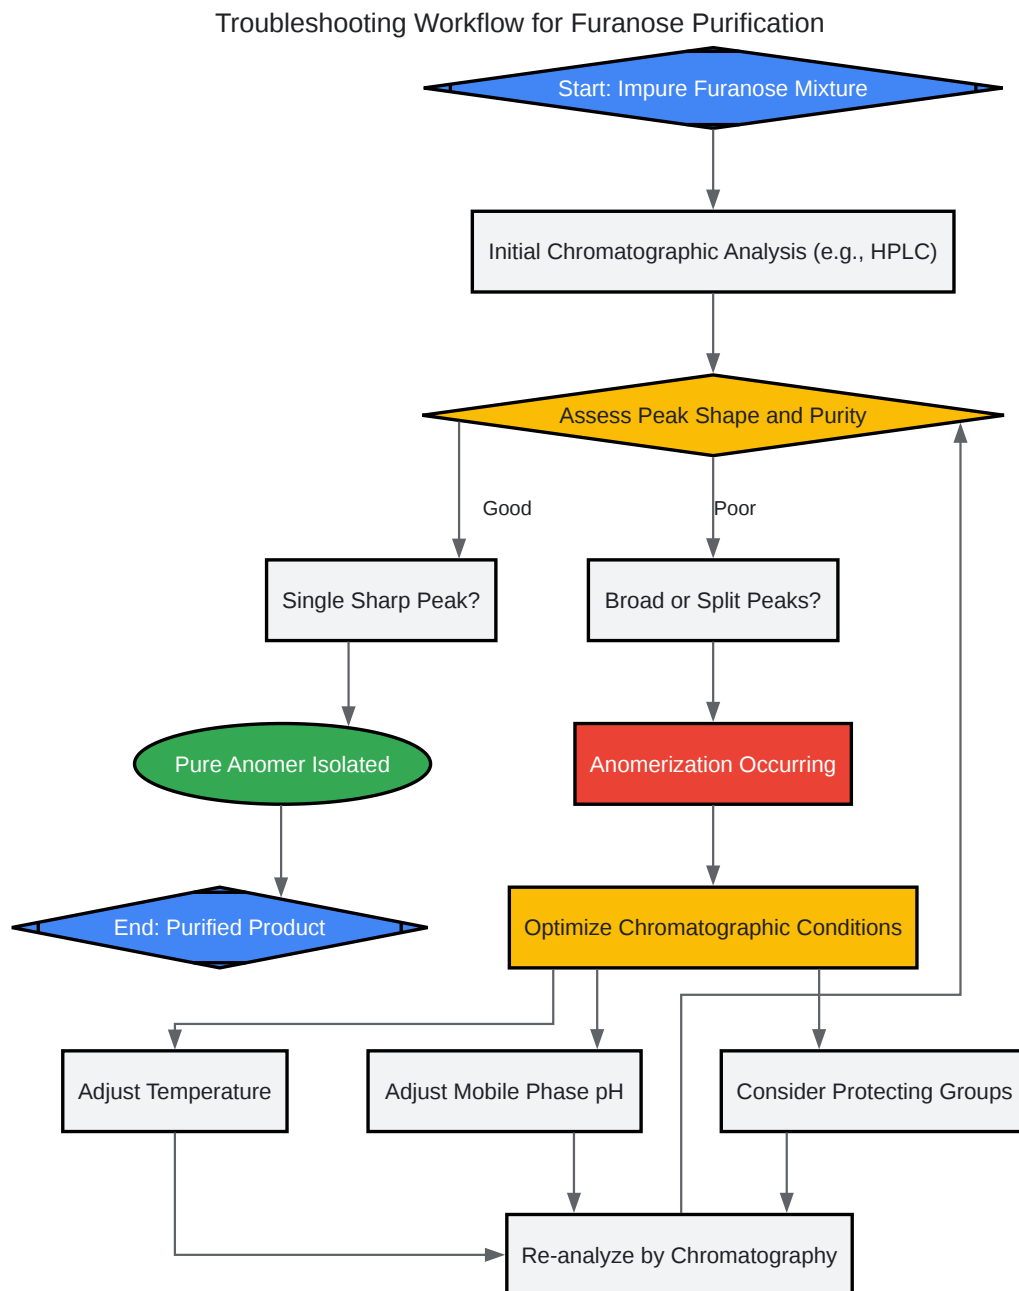 Troubleshooting Workflow for Furanose Purification
Start: Impure Furanose Mixture
Initial Chromatographic Analysis (e.g., HPLC)
Assess Peak Shape and Purity
Good
Poor
Single Sharp Peak?
Broad or Split Peaks?
Pure Anomer Isolated
Anomerization Occurring
End: Purified Product
Optimize Chromatographic Conditions
Adjust Temperature
Adjust Mobile Phase pH
Consider Protecting Groups
Re-analyze by Chromatography